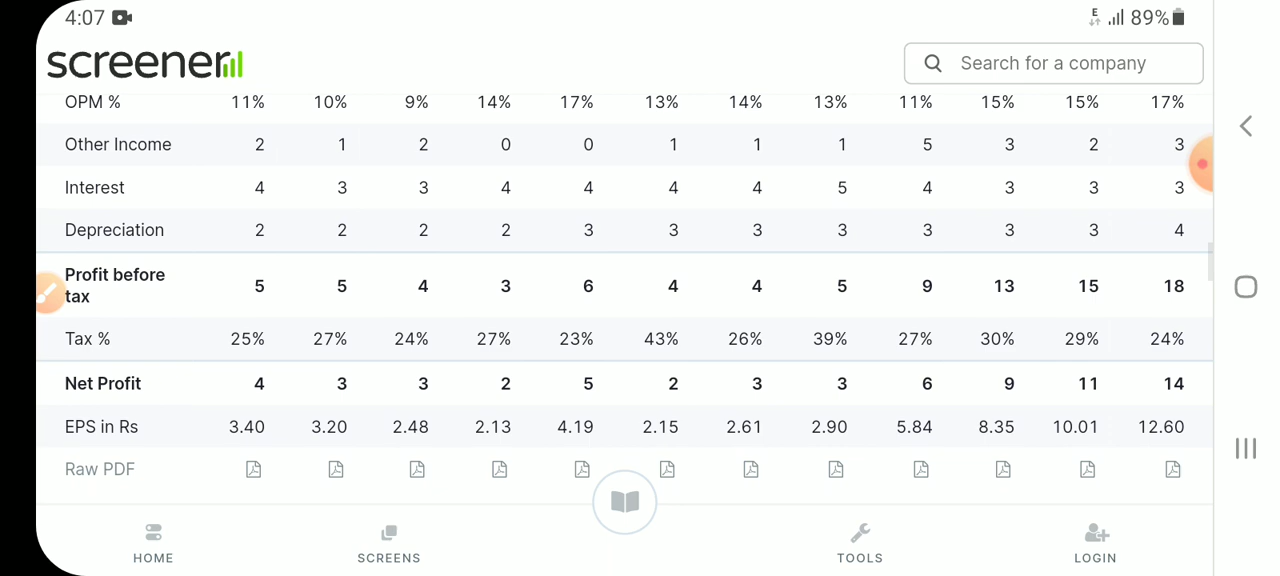 4:07 E 89%
screener Search for a company
OPM % 11% 10% 9% 14% 17% 13% 14% 13% 11% 15% 15% 17%
Other Income 2 1 2 0 0 1 1 1 5 3 2 3
Interest 4 3 3 4 4 4 4 5 4 3 3 3
Depreciation 2 2 2 2 3 3 3 3 3 3 3 4
Profit before
tax 5 5 4 3 6 4 4 5 9 13 15 18
Tax % 25% 27% 24% 27% 23% 43% 26% 39% 27% 30% 29% 24%
Net Profit 4 3 3 2 5 2 3 3 6 9 11 14
EPS in Rs 3.40 3.20 2.48 2.13 4.19 2.15 2.61 2.90 5.84 8.35 10.01 12.60
Raw PDF
HOME SCREENS TOOLS LOGIN